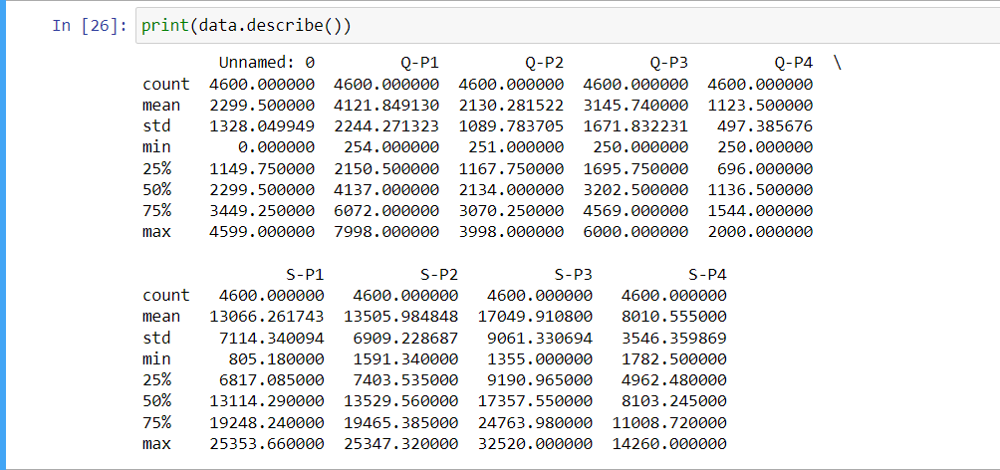 In [26]: print(data.describe())
Unnamed: 0 Q-P1 Q-P2 Q-P3 Q-P4 \
count 4600.000000 4600.000000 4600.000000 4600.000000 4600.000000
mean 2299.500000 4121.849130 2130.281522 3145.740000 1123.500000
std 1328.049949 2244.271323 1089.783705 1671.832231 497.385676
min 0.000000 254.000000 251.000000 250.000000 250.000000
25% 1149.750000 2150.500000 1167.750000 1695.750000 696.000000
50% 2299.500000 4137.000000 2134.000000 3202.500000 1136.500000
75% 3449.250000 6072.000000 3070.250000 4569.000000 1544.000000
max 4599.000000 7998.000000 3998.000000 6000.000000 2000.000000
S-P1 S-P2 S-P3 S-P4
count 4600.000000 4600.000000 4600.000000 4600.000000
mean 13066.261743 13505.984848 17049.910800 8010.555000
std 7114.340094 6909.228687 9061.330694 3546.359869
min 805.180000 1591.340000 1355.000000 1782.500000
25% 6817.085000 7403.535000 9190.965000 4962.480000
50% 13114.290000 13529.560000 17357.550000 8103.245000
75% 19248.240000 19465.385000 24763.980000 11008.720000
max 25353.660000 25347.320000 32520.000000 14260.000000